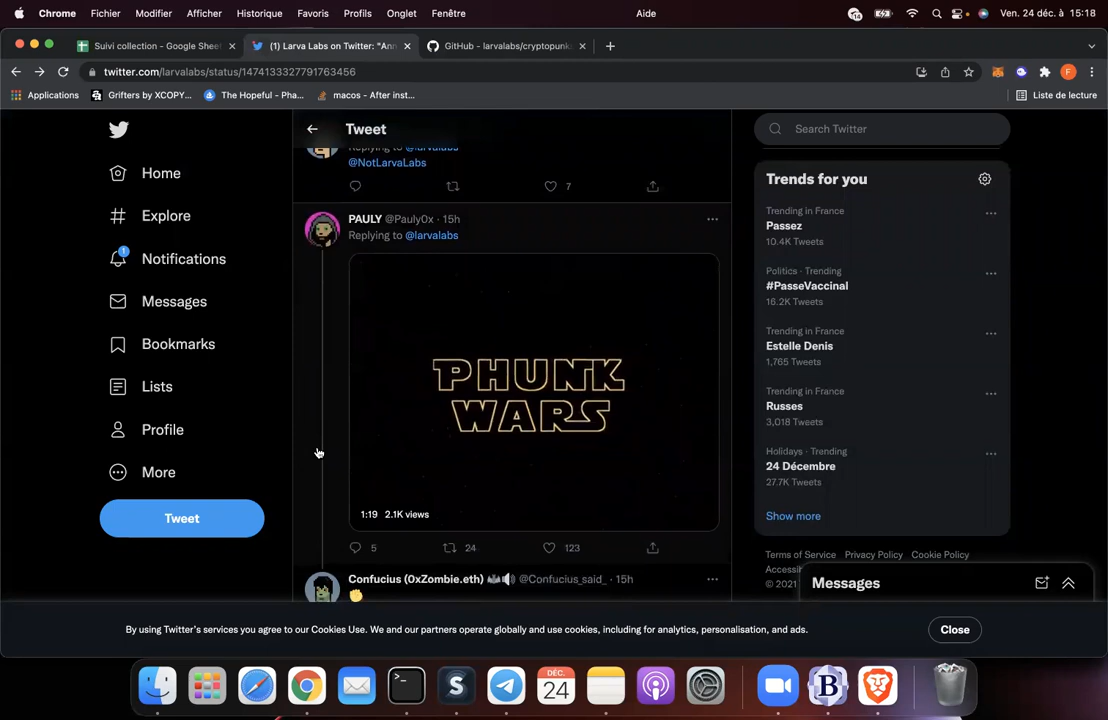 Chrome Fichier Modifier Afficher Historique Favoris Profils Onglet Fenêtre Aide 14 Ven. 24 déc. à 15:18
Suivi collection - Google Sheet (1) Larva Labs on Twitter: "Ann GitHub - larvalabs/cryptopunk
twitter.com/larvalabs/status/1474133327791763456 F
Applications Grifters by XCOPY... The Hopeful - Pha... macos - After inst... Liste de lecture
Tweet
Search Twitter
Replying to @larvalabs
@NotLarvaLabs
7
Home
Explore
1
Notifications
Messages
Bookmarks
Lists
Profile
More
Tweet
PAULY @Pauly0x · 15h
Replying to @larvalabs
PHUNK
WARS
1:19 2.1K views
5 24 123
Confucius (0xZombie.eth) @Confucius_said_ · 15h
Trends for you
Trending in France
Passez
10.4K Tweets
Politics · Trending
#PasseVaccinal
16.2K Tweets
Trending in France
Estelle Denis
1,765 Tweets
Trending in France
Russes
3,018 Tweets
Holidays · Trending
24 Décembre
27.7K Tweets
Show more
Terms of Service Privacy Policy Cookie Policy
© 2021
Messages
By using Twitter's services you agree to our Cookies Use. We and our partners operate globally and use cookies, including for analytics, personalisation, and ads.
Close
DÉC.
24